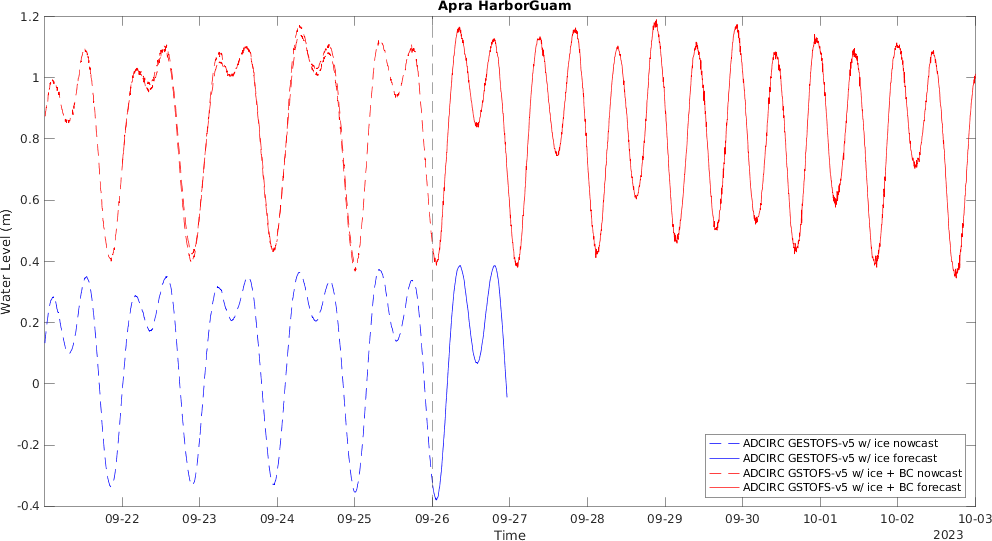 Apra HarborGuam
1.2
1
0.8
0.6
0.4
0.2
0
-0.2
-0.4
Water Level (m)
ADCIRC GESTOFS-v5 w/ ice nowcast
ADCIRC GESTOFS-v5 w/ ice forecast
ADCIRC GSTOFS-v5 w/ ice + BC nowcast
ADCIRC GSTOFS-v5 w/ ice + BC forecast
09-22 09-23 09-24 09-25 09-26 09-27 09-28 09-29 09-30 10-01 10-02 10-03
Time
2023